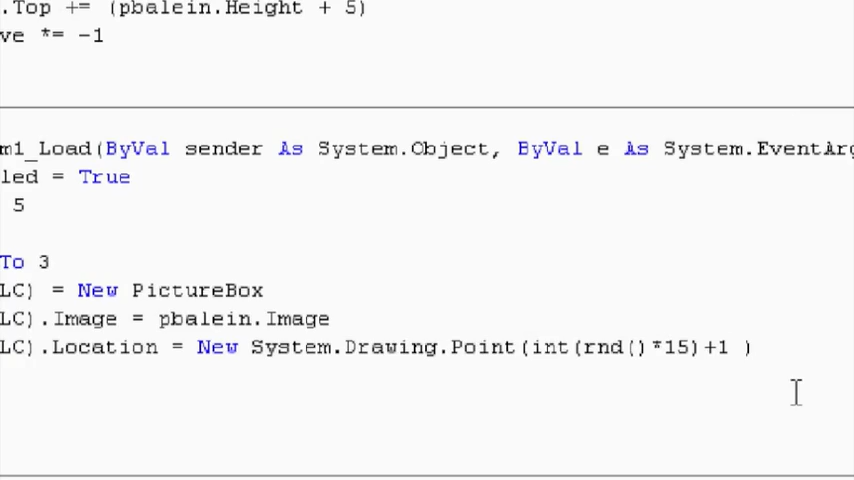 .Top += (pbalein.Height + 5)
ve *= -1
m1_Load(ByVal sender As System.Object, ByVal e As System.EventArg
led = True
5
To 3
LC) = New PictureBox
LC).Image = pbalein.Image
LC).Location = New System.Drawing.Point(int(rnd()*15)+1 )